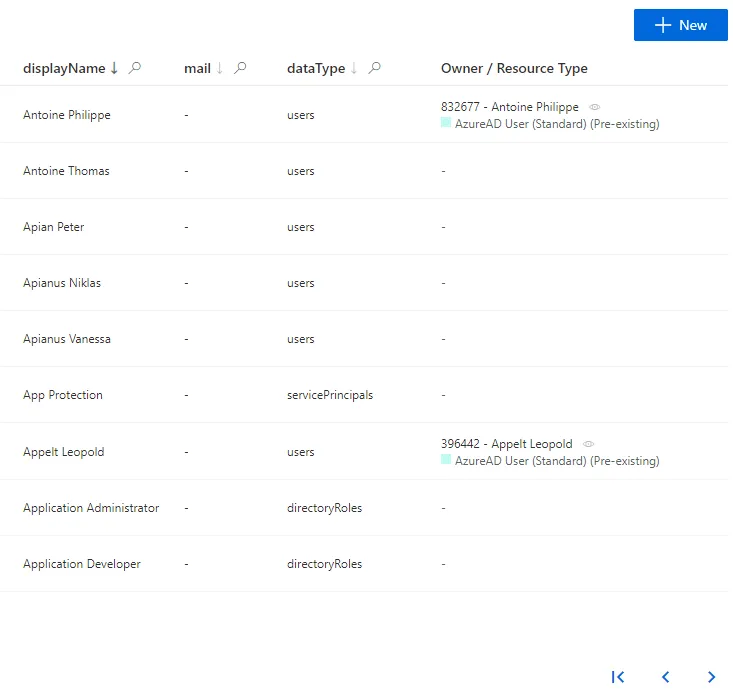 New
displayName mail dataType Owner / Resource Type
Antoine Philippe - users 832677 - Antoine Philippe
AzureAD User (Standard) (Pre-existing)
Antoine Thomas - users -
Apian Peter - users -
Apianus Niklas - users -
Apianus Vanessa - users -
App Protection - servicePrincipals -
Appelt Leopold - users 396442 - Appelt Leopold
AzureAD User (Standard) (Pre-existing)
Application Administrator - directoryRoles -
Application Developer - directoryRoles -